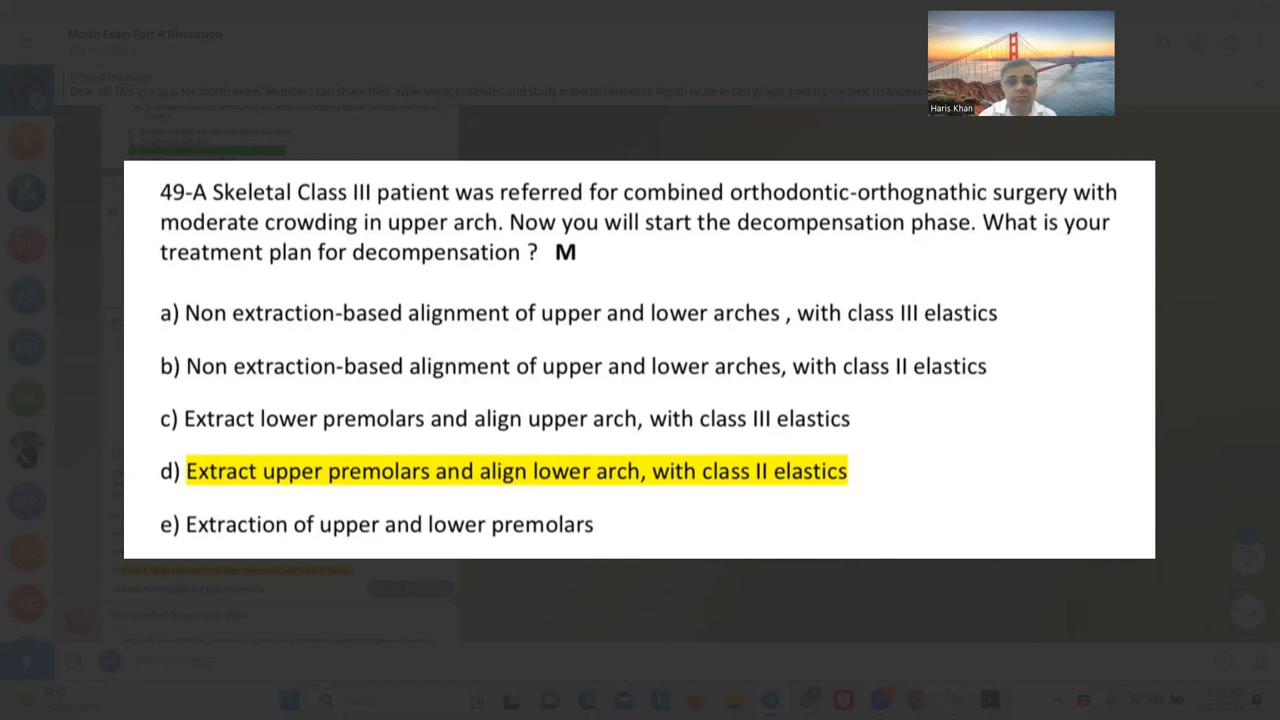 Morth Exam Part A Discussion
Pinned message
Dear all! This group is for Morth exam. Members can share their experience, problems and study material related to Morth exam in this group. I will try my best to answer
Haris Khan
49-A Skeletal Class III patient was referred for combined orthodontic-orthognathic surgery with
moderate crowding in upper arch. Now you will start the decompensation phase. What is your
treatment plan for decompensation ? M
a) Non extraction-based alignment of upper and lower arches , with class III elastics
b) Non extraction-based alignment of upper and lower arches, with class II elastics
c) Extract lower premolars and align upper arch, with class III elastics
d) Extract upper premolars and align lower arch, with class II elastics
e) Extraction of upper and lower premolars
Search